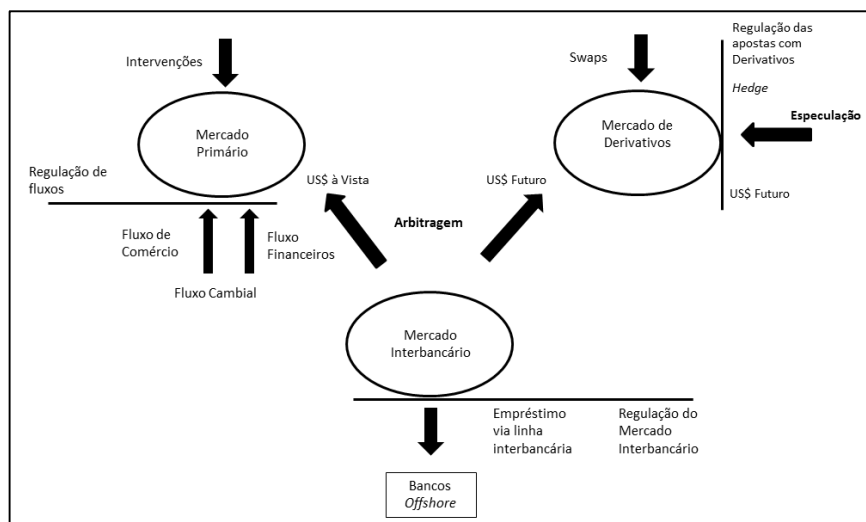 Intervenções
Mercado
Primário
Regulação de
fluxos
US$ à Vista
Fluxo de
Comércio
Fluxo
Financeiros
Fluxo Cambial
Swaps
Mercado de
Derivativos
US$ Futuro
Regulação das
apostas com
Derivativos
Hedge
Especulação
US$ Futuro
Arbitragem
Mercado
Interbancário
Empréstimo
via linha
interbancária
Regulação do
Mercado
Interbancário
Bancos
Offshore